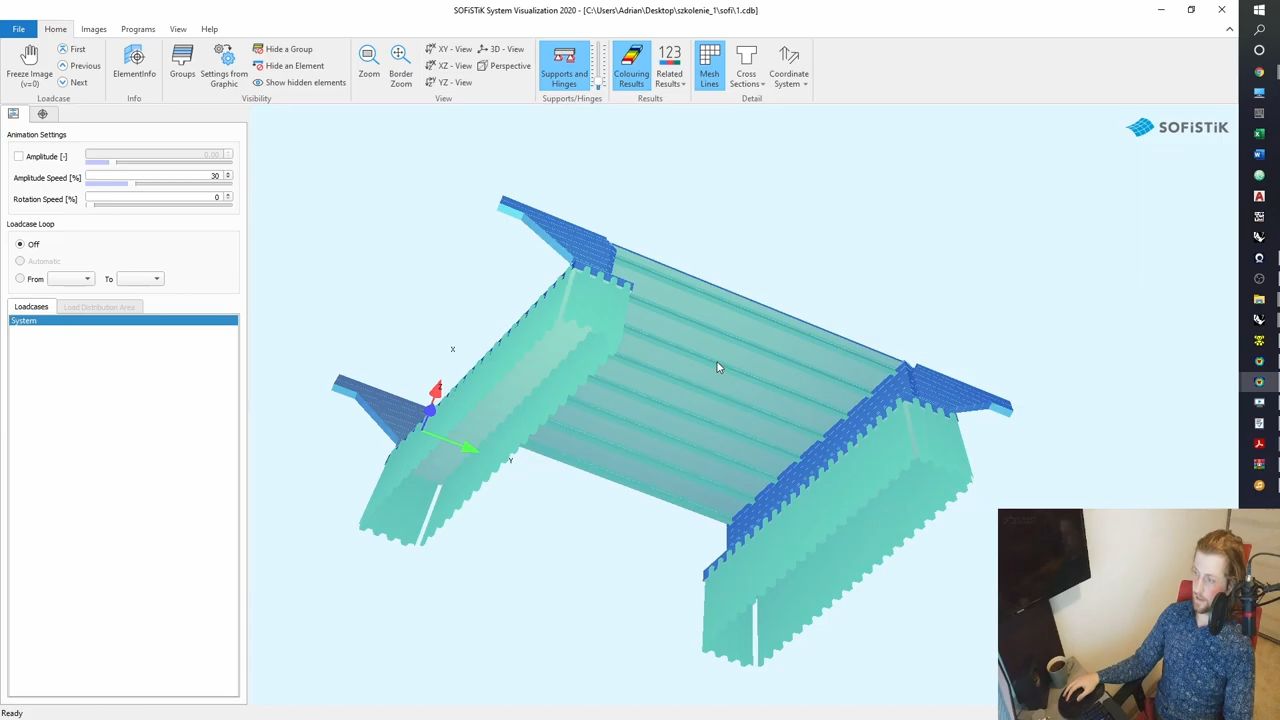 SOFiSTiK System Visualization 2020 - [C:\Users\Adrian\Desktop\szkolenie_1\sofi\1.cdb]
File
Home
Images
Programs
View
Help
Freeze Image
(v=0)
First
Previous
Next
Loadcase
ElementInfo
Info
Groups
Settings from
Graphic
Hide a Group
Hide an Element
Show hidden elements
Visibility
Zoom
Border
Zoom
XY - View
XZ - View
YZ - View
3D - View
Perspective
View
Supports and
Hinges
Supports/Hinges
Colouring
Results
123
Related
Results
Results
Mesh
Lines
Cross
Sections
Coordinate
System
Detail
Animation Settings
Amplitude [-]
0.00
Amplitude Speed [%]
30
Rotation Speed [%]
0
Loadcase Loop
Off
Automatic
From
To
Loadcases
Load Distribution Area
System
SOFiSTiK
X
Z
Y
Ready